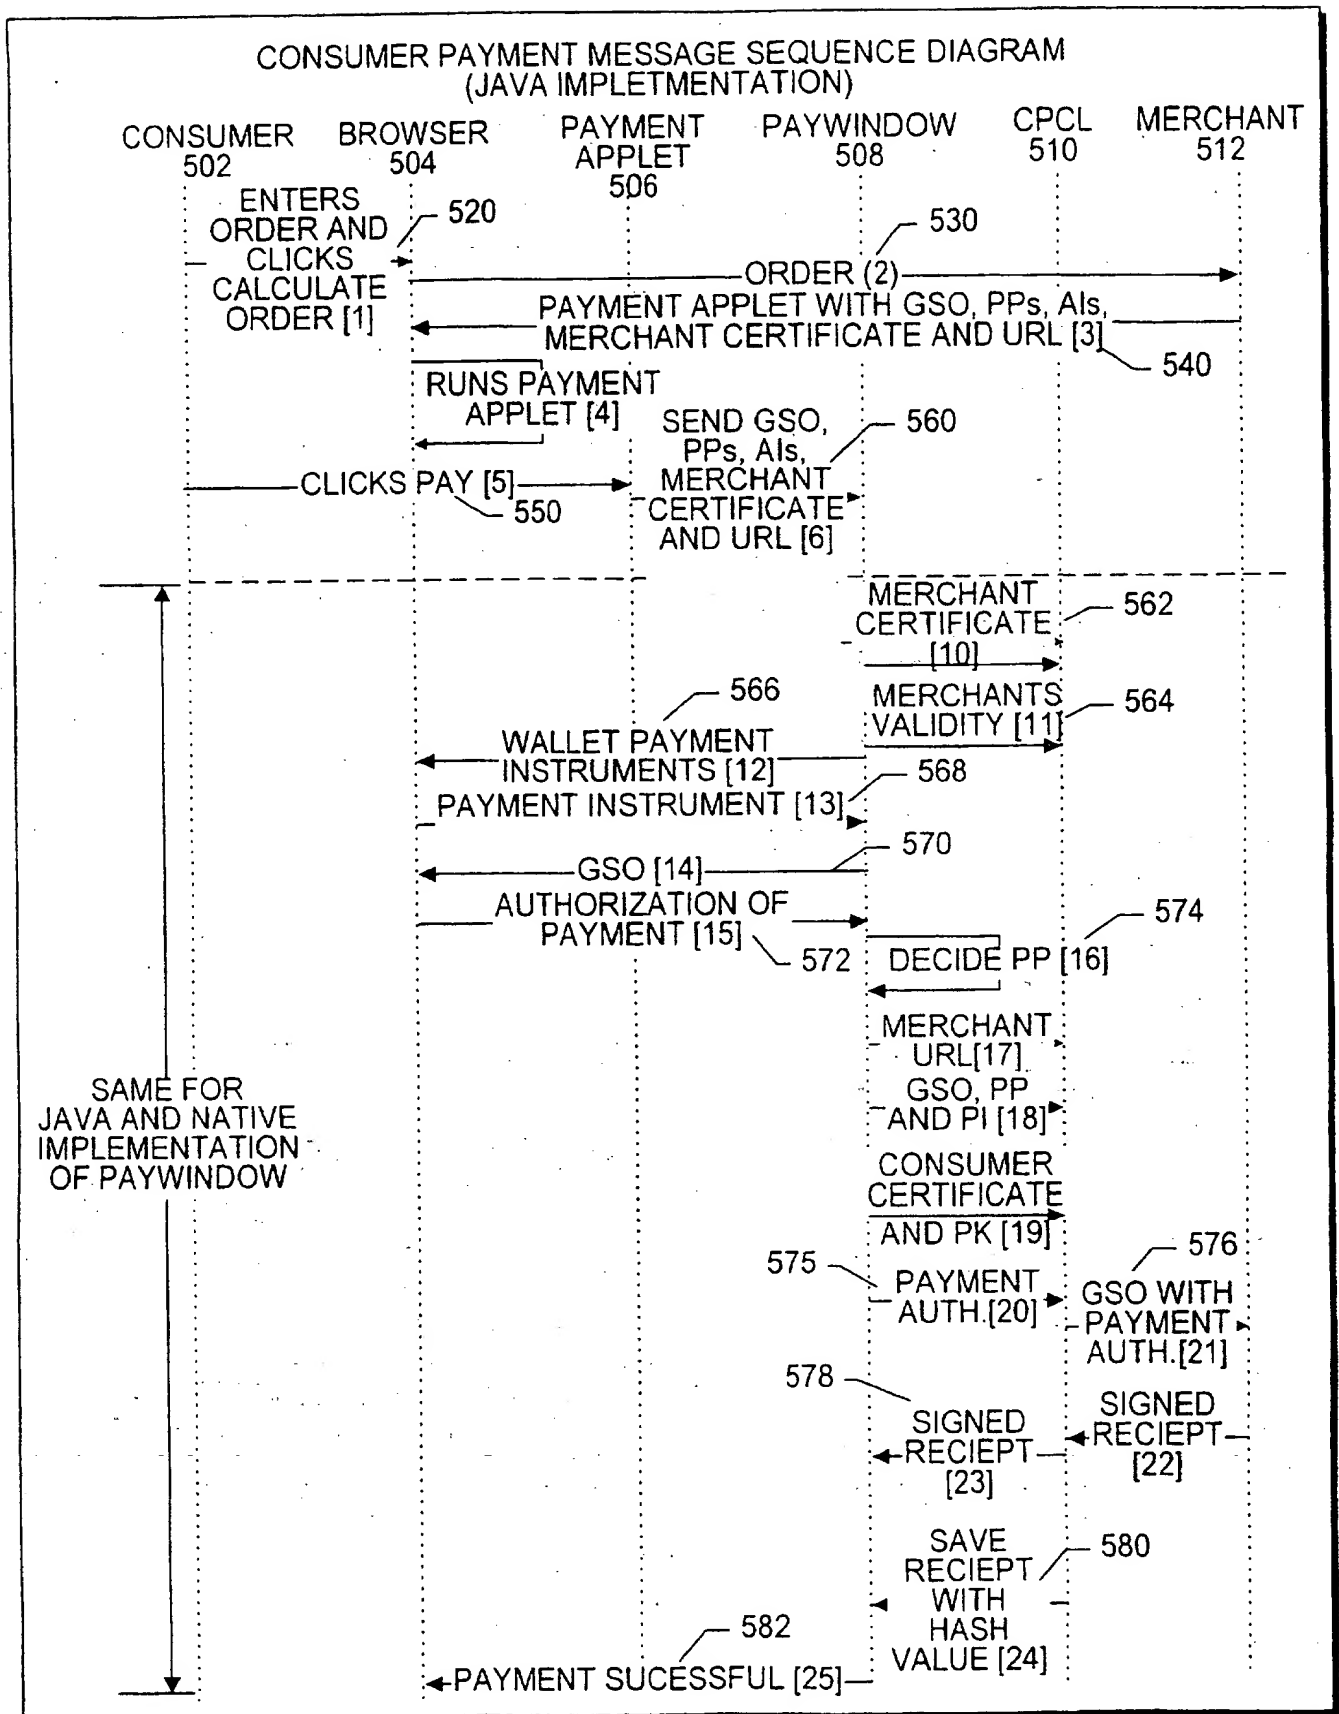 CONSUMER PAYMENT MESSAGE SEQUENCE DIAGRAM
(JAVA IMPLETMENTATION)
CONSUMER
502
BROWSER
504
PAYMENT
APPLET
506
PAYWINDOW
508
CPCL
510
MERCHANT
512
ENTERS
ORDER AND
CLICKS
CALCULATE
ORDER [1]
520
530
ORDER (2)
PAYMENT APPLET WITH GSO, PPs, AIs,
MERCHANT CERTIFICATE AND URL [3]
540
RUNS PAYMENT
APPLET [4]
SEND GSO,
PPs, AIs,
MERCHANT
CERTIFICATE
AND URL [6]
560
CLICKS PAY [5]
550
MERCHANT
CERTIFICATE
[10]
562
566
MERCHANTS
VALIDITY [11]
564
WALLET PAYMENT
INSTRUMENTS [12]
568
PAYMENT INSTRUMENT [13]
570
GSO [14]
AUTHORIZATION OF
PAYMENT [15]
572
574
DECIDE PP [16]
MERCHANT
URL[17]
SAME FOR
JAVA AND NATIVE
IMPLEMENTATION
OF PAYWINDOW
GSO, PP
AND PI [18]
CONSUMER
CERTIFICATE
AND PK [19]
575
PAYMENT
AUTH.[20]
576
GSO WITH
PAYMENT
AUTH.[21]
578
SIGNED
RECIEPT
[23]
SIGNED
RECIEPT
[22]
SAVE
RECIEPT
WITH
HASH
VALUE [24]
580
582
PAYMENT SUCESSFUL [25]